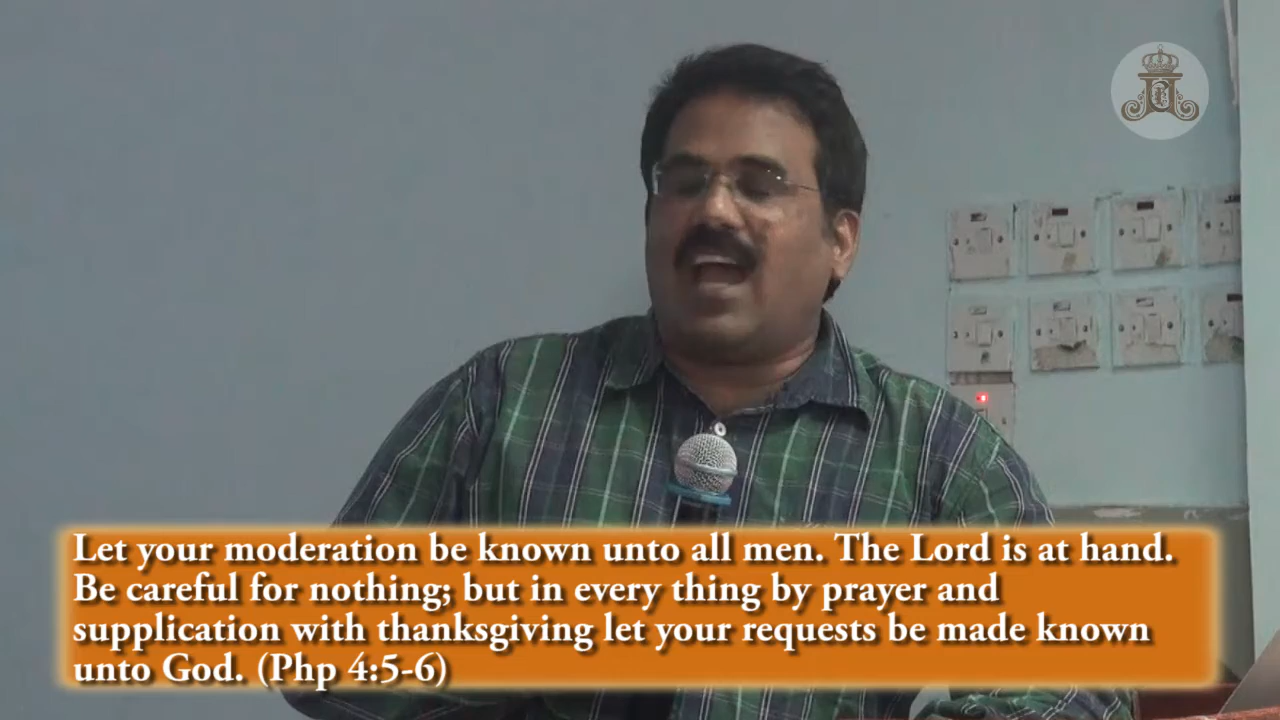 Let your moderation be known unto all men. The Lord is at hand.
Be careful for nothing; but in every thing by prayer and
supplication with thanksgiving let your requests be made known
unto God. (Php 4:5-6)